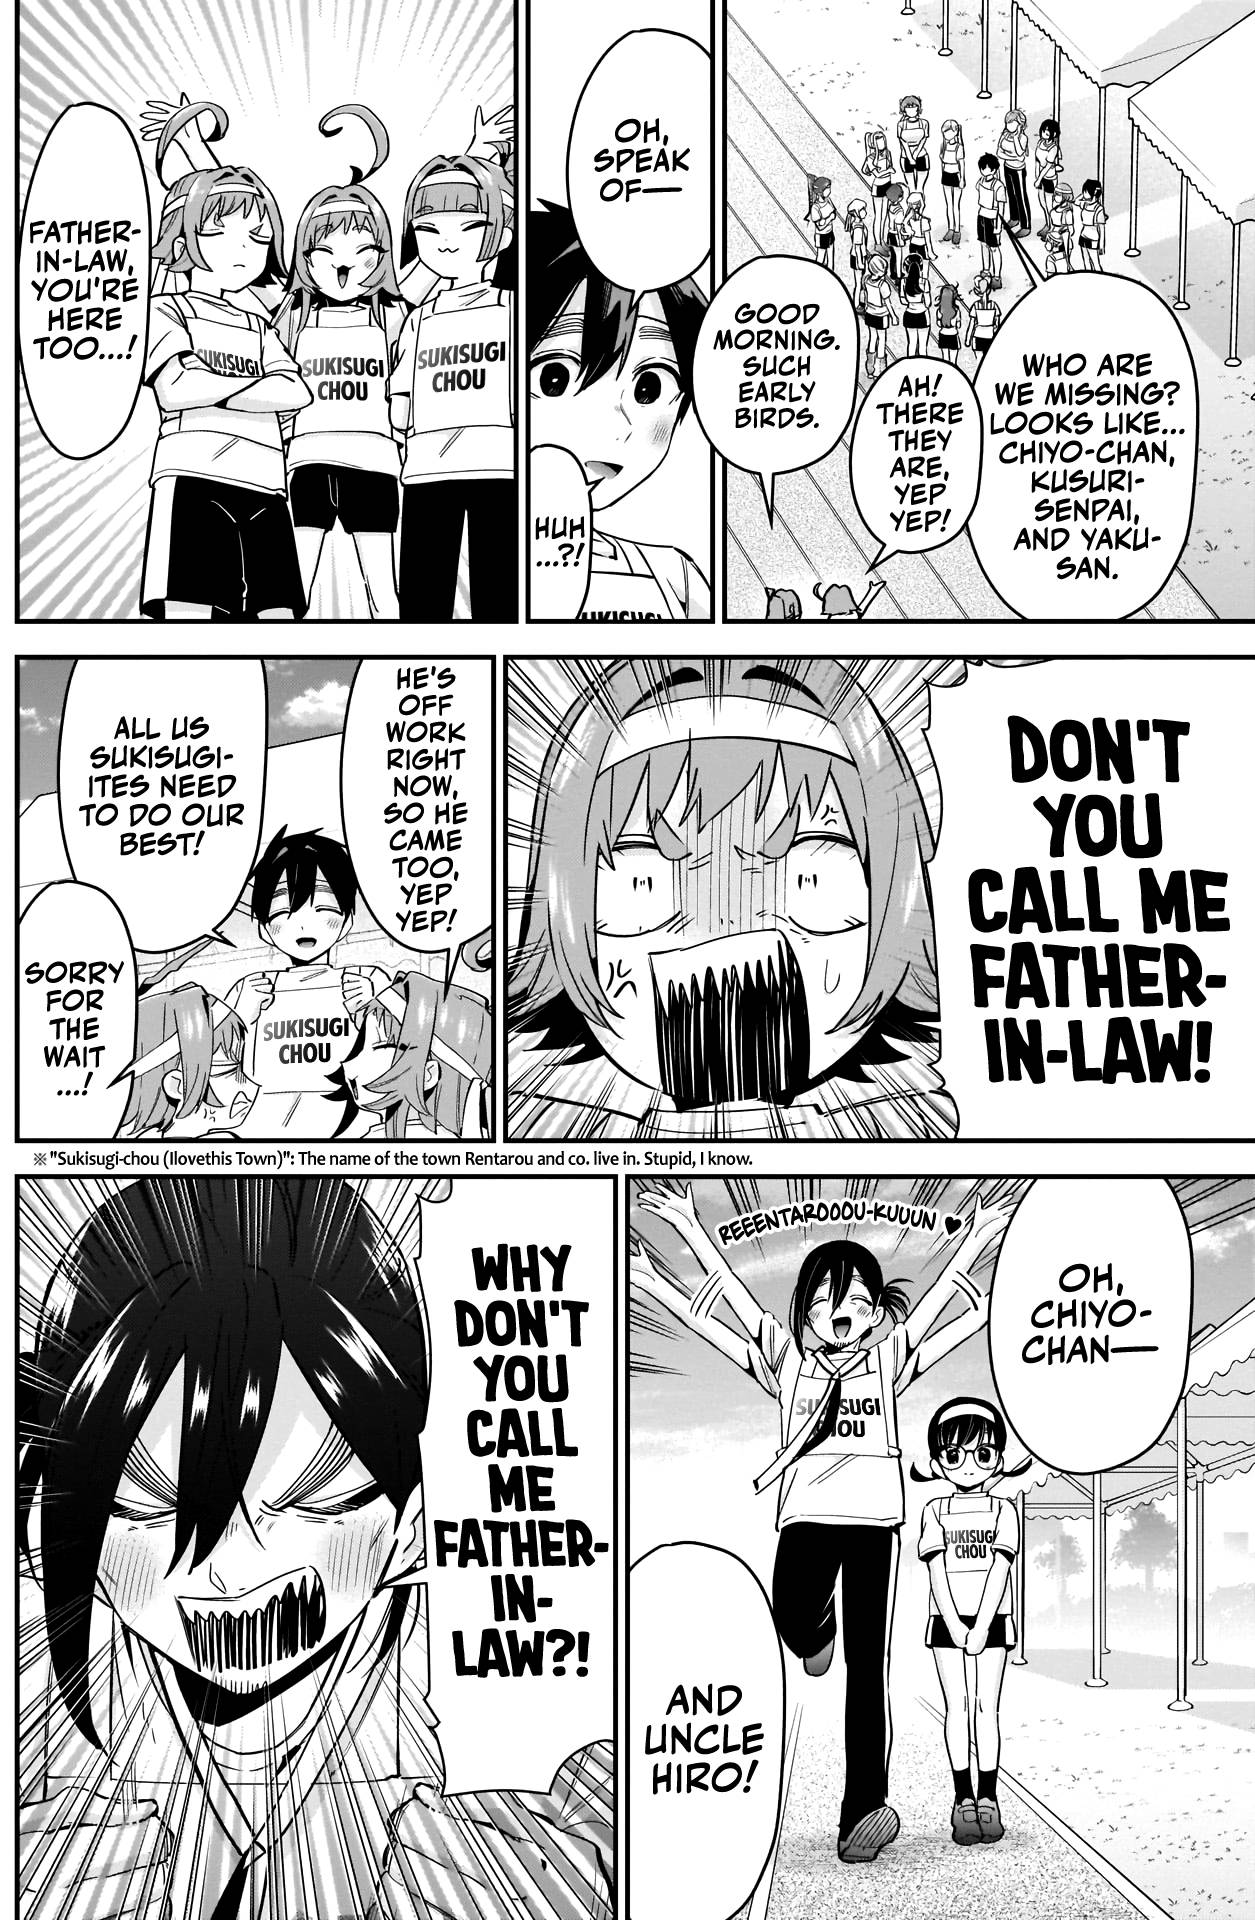 WHO ARE
WE MISSING?
LOOKS LIKE...
CHIYO-CHAN,
KUSURI-
SENPAI,
AND YAKU-
SAN.
AH!
THERE
THEY
ARE,
YEP
YEP!
GOOD
MORNING.
SUCH
EARLY
BIRDS.
OH,
SPEAK
OF—
HUH
...?!
SUKISUGI
FATHER-
IN-LAW,
YOU'RE
HERE
TOO...!
SUKISUGI
CHOU
SUKISUGI
CHOU
SUKISUGI
CHOU
DON'T
YOU
CALL ME
FATHER-
IN-LAW!
HE'S
OFF
WORK
RIGHT
NOW,
SO HE
CAME
TOO,
YEP
YEP!
ALL US
SUKISUGI-
ITES NEED
TO DO OUR
BEST!
SORRY
FOR
THE
WAIT
...!
SUKISUGI
CHOU
※"Sukisugi-chou (Ilovethis Town)": The name of the town Rentarou and co. live in. Stupid, I know.
OH,
CHIYO-
CHAN—
REEENTAROOOU-KUUUN ♥
SUKISUGI
CHOU
SUKISUGI
CHOU
AND
UNCLE
HIRO!
WHY
DON'T
YOU
CALL
ME
FATHER-
IN-
LAW?!